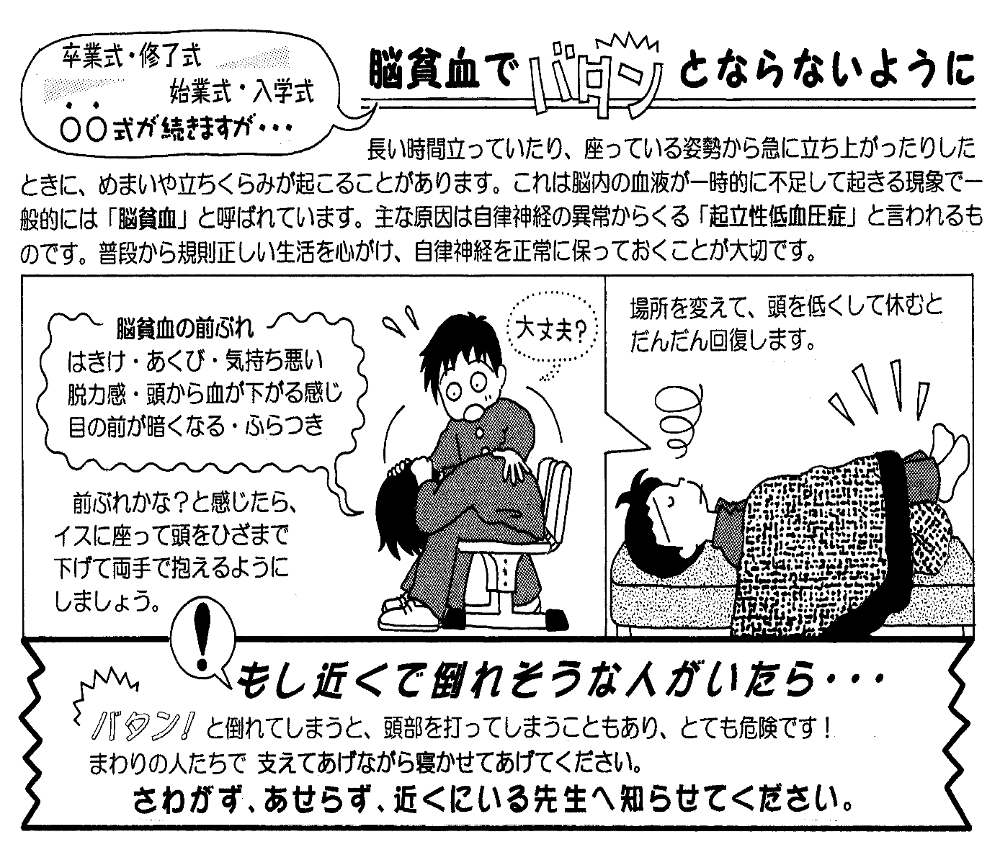 卒業式・修了式
始業式・入学式
○○式が続きますが・・・
脳貧血でバタンとならないように
長い時間立っていたり、座っている姿勢から急に立ち上がったりした
ときに、めまいや立ちくらみが起こることがあります。これは脳内の血液が一時的に不足して起きる現象で一
般的には「脳貧血」と呼ばれています。主な原因は自律神経の異常からくる「起立性低血圧症」と言われるも
のです。普段から規則正しい生活を心がけ、自律神経を正常に保っておくことが大切です。
脳貧血の前ぶれ
はきけ・あくび・気持ち悪い
脱力感・頭から血が下がる感じ
目の前が暗くなる・ふらつき
大丈夫?
前ぶれかな？と感じたら、
イスに座って頭をひざまで
下げて両手で抱えるように
しましょう。
場所を変えて、頭を低くして休むと
だんだん回復します。
!
もし近くで倒れそうな人がいたら・・・
バタン!と倒れてしまうと、頭部を打ってしまうこともあり、とても危険です！
まわりの人たちで 支えてあげながら寝かせてあげてください。
さわがず、あせらず、近くにいる先生へ知らせてください。